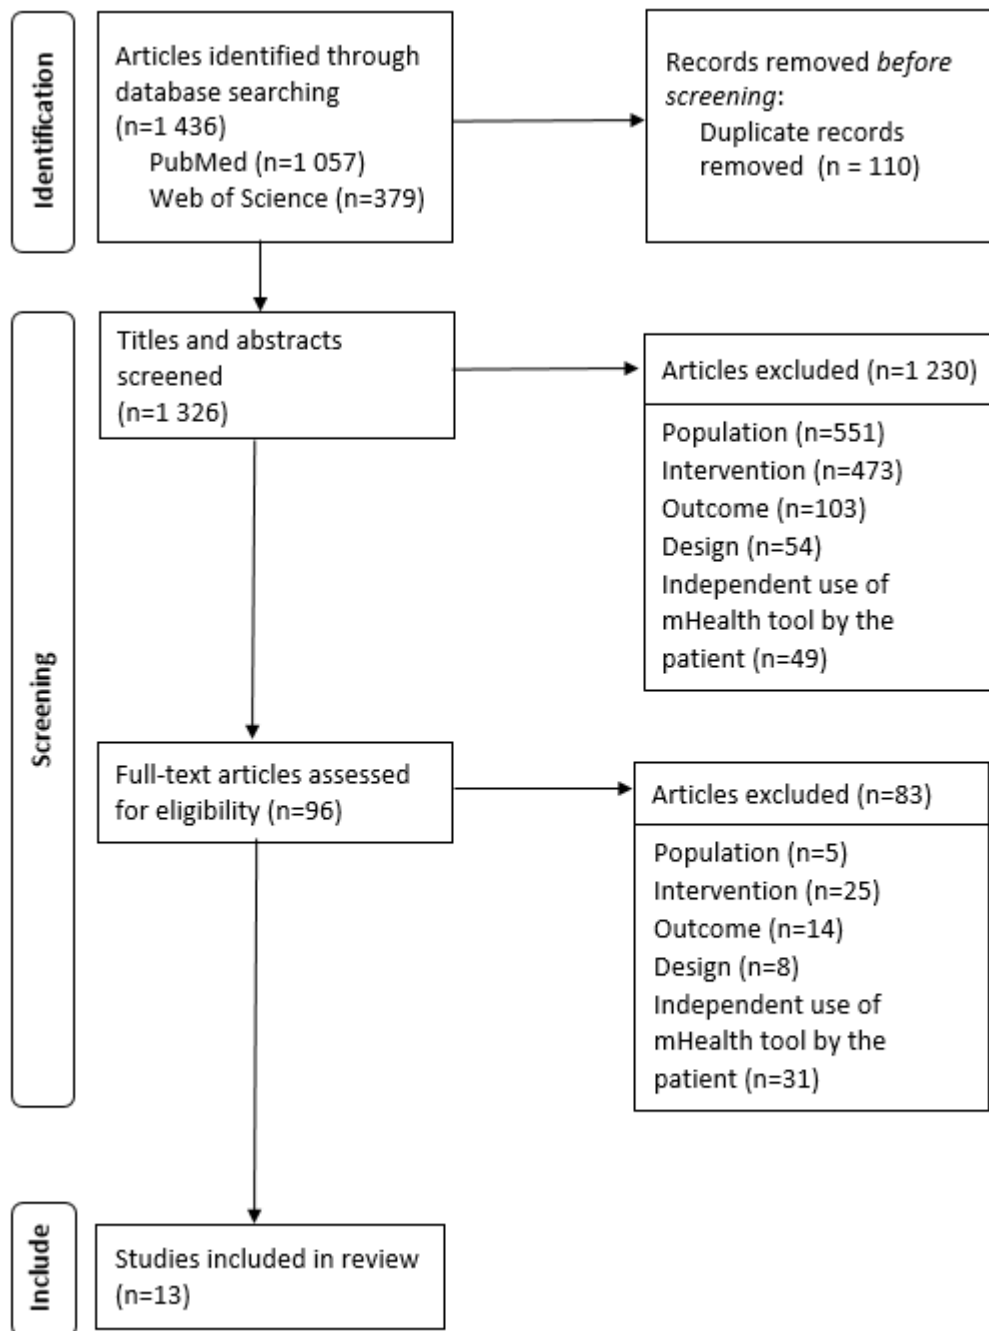 Identification
Articles identified through
database searching
(n=1 436)
PubMed (n=1 057)
Web of Science (n=379)
Records removed before
screening:
Duplicate records
removed  (n = 110)
Screening
Titles and abstracts
screened
(n=1 326)
Articles excluded (n=1 230)
Population (n=551)
Intervention (n=473)
Outcome (n=103)
Design (n=54)
Independent use of
mHealth tool by the
patient (n=49)
Full-text articles assessed
for eligibility (n=96)
Articles excluded (n=83)
Population (n=5)
Intervention (n=25)
Outcome (n=14)
Design (n=8)
Independent use of
mHealth tool by the
patient (n=31)
Include
Studies included in review
(n=13)